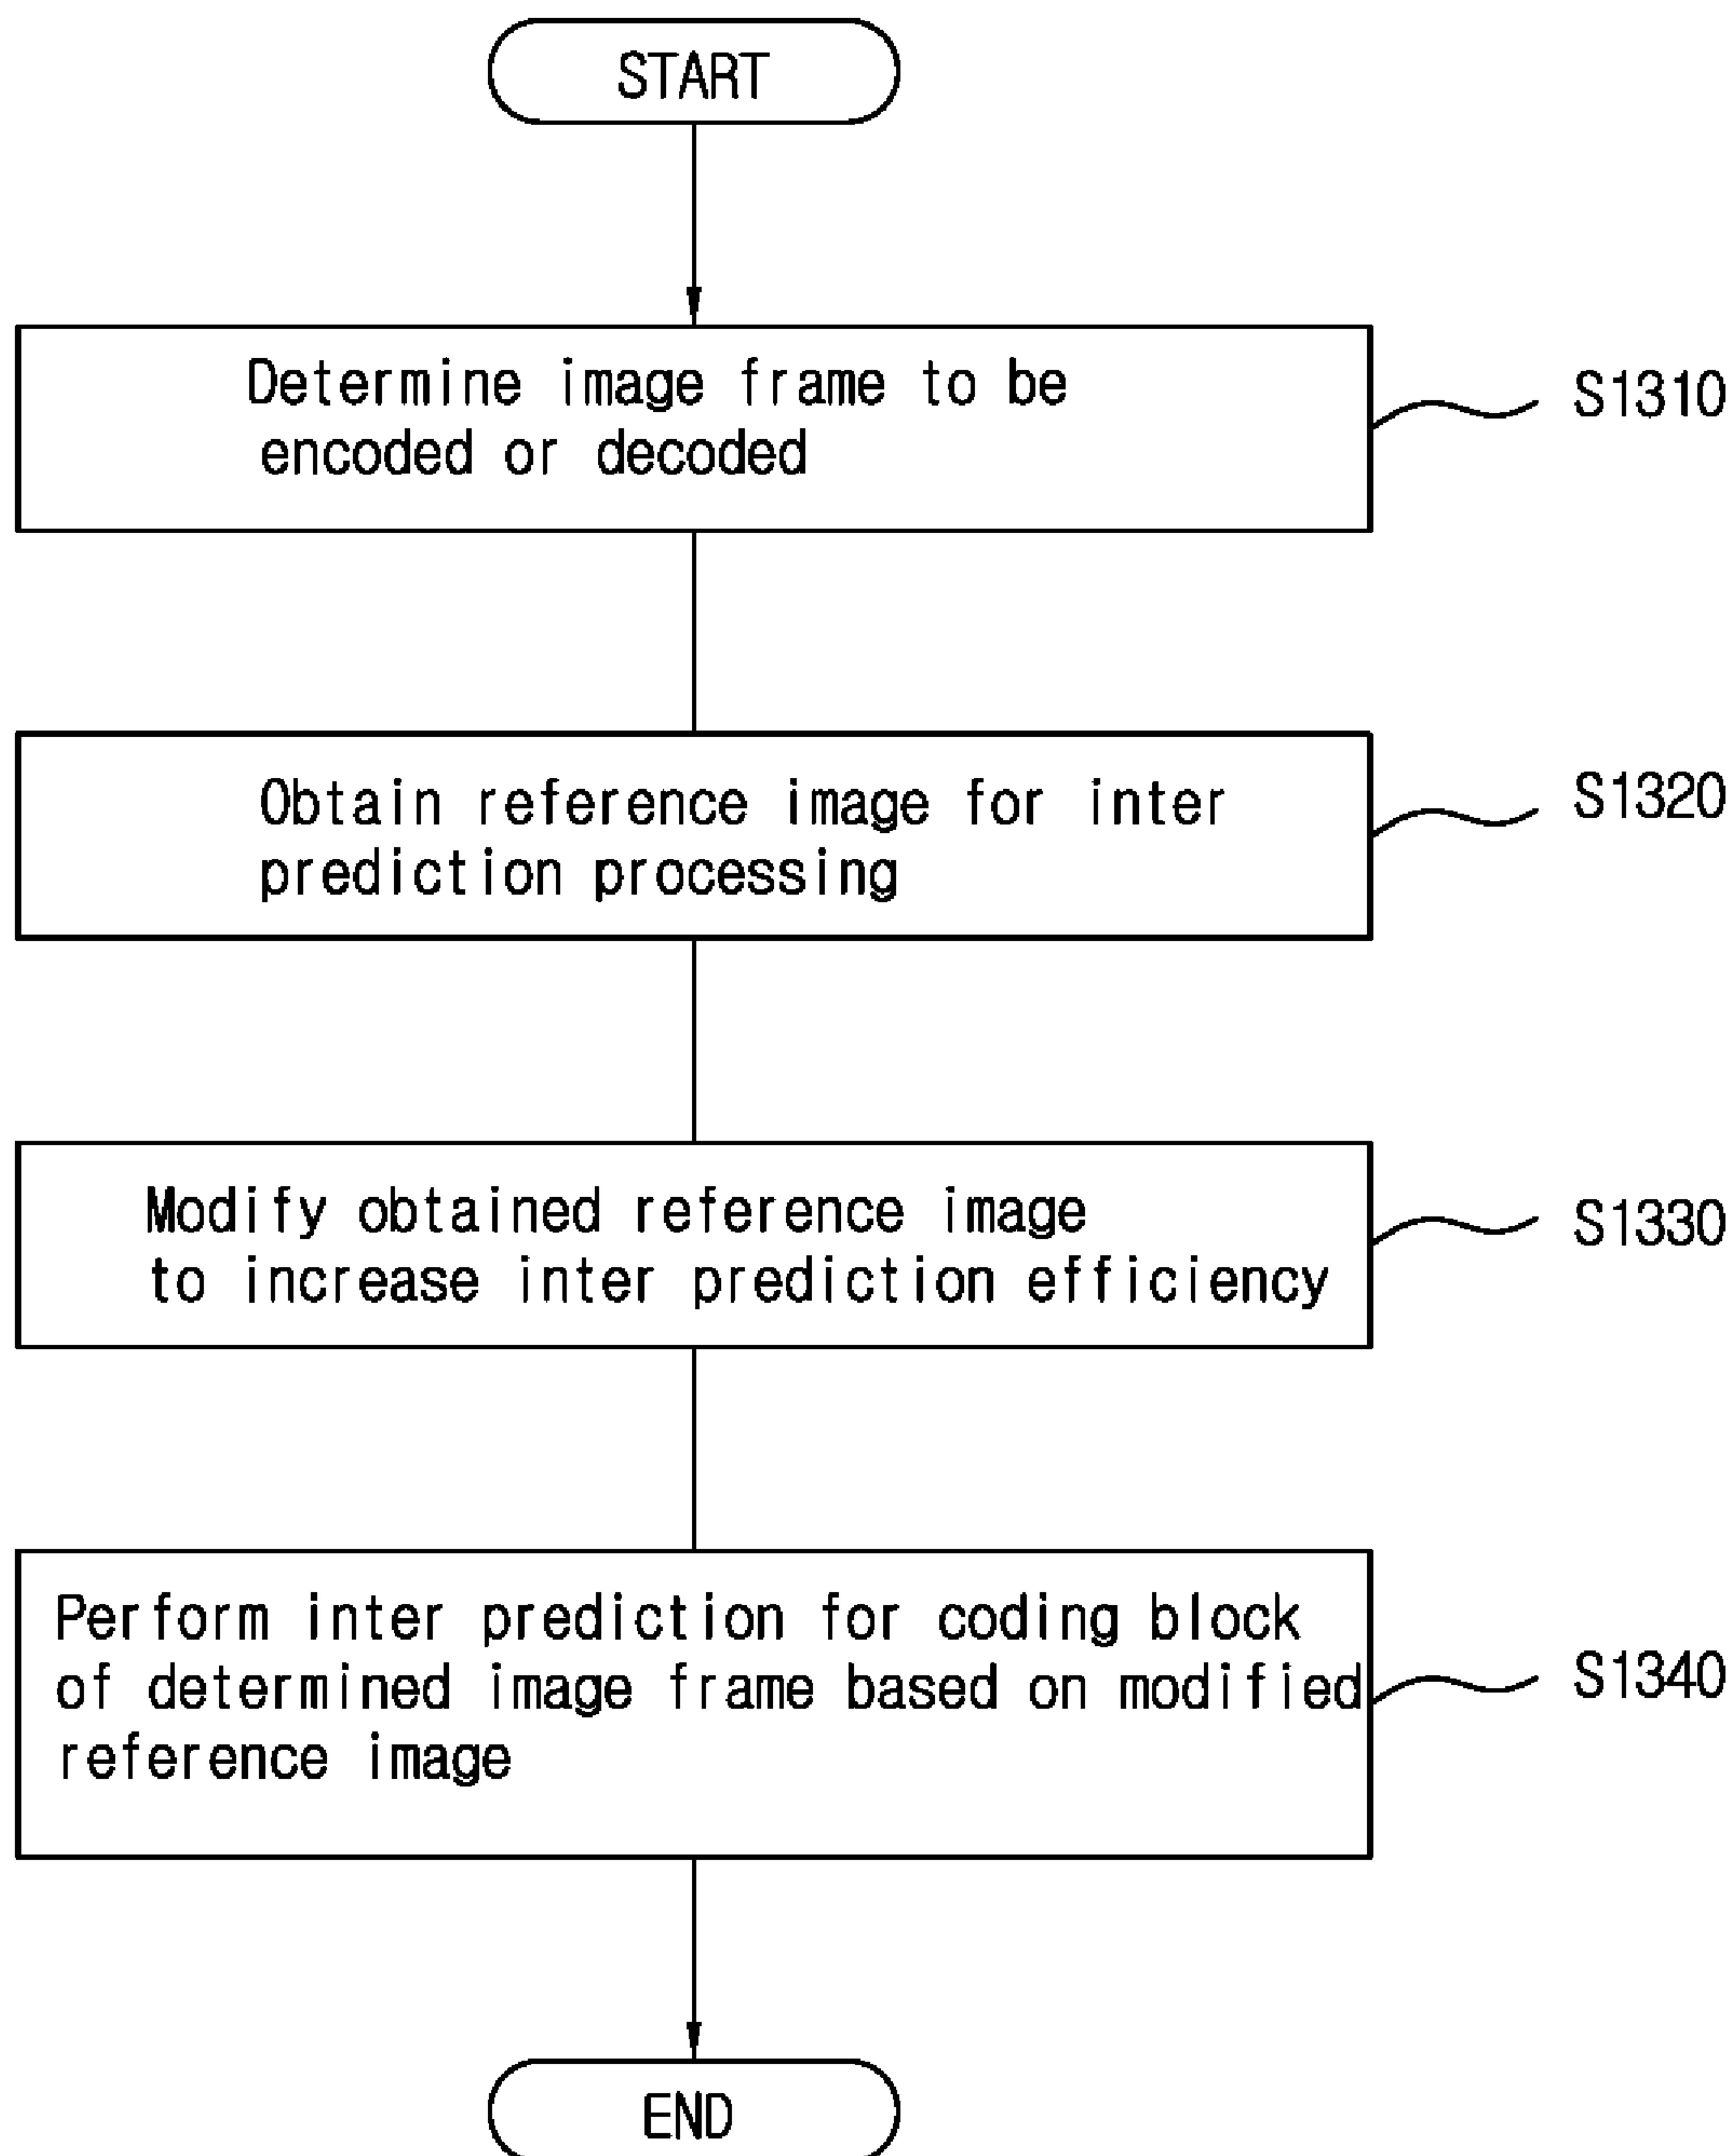 START
Determine image frame to be
encoded or decoded
S1310
Obtain reference image for inter
prediction processing
S1320
Modify obtained reference image
to increase inter prediction efficiency
S1330
Perform inter prediction for coding block
of determined image frame based on modified
reference image
S1340
END